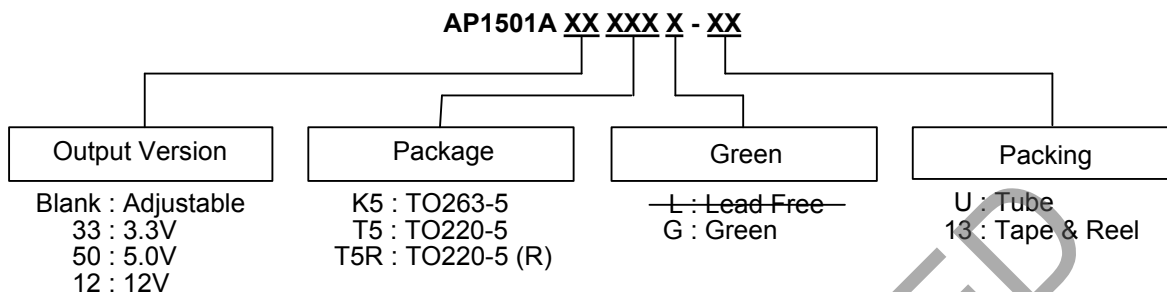 AP1501A XX XXX X - XX
Output Version
Blank : Adjustable
33 : 3.3V
50 : 5.0V
12 : 12V
Package
K5 : TO263-5
T5 : TO220-5
T5R : TO220-5 (R)
Green
L : Lead Free
G : Green
Packing
U : Tube
13 : Tape & Reel